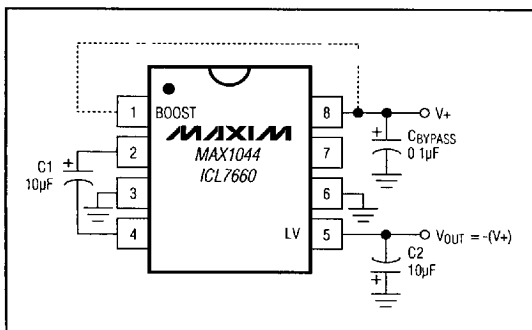 1
BOOST
8
V+
MAXIM
+
CBYPASS
0 1µF
C1
10µF
+
2
MAX1044
ICL7660
7
3
6
4
LV
5
VOUT = -(V+)
C2
10µF
+